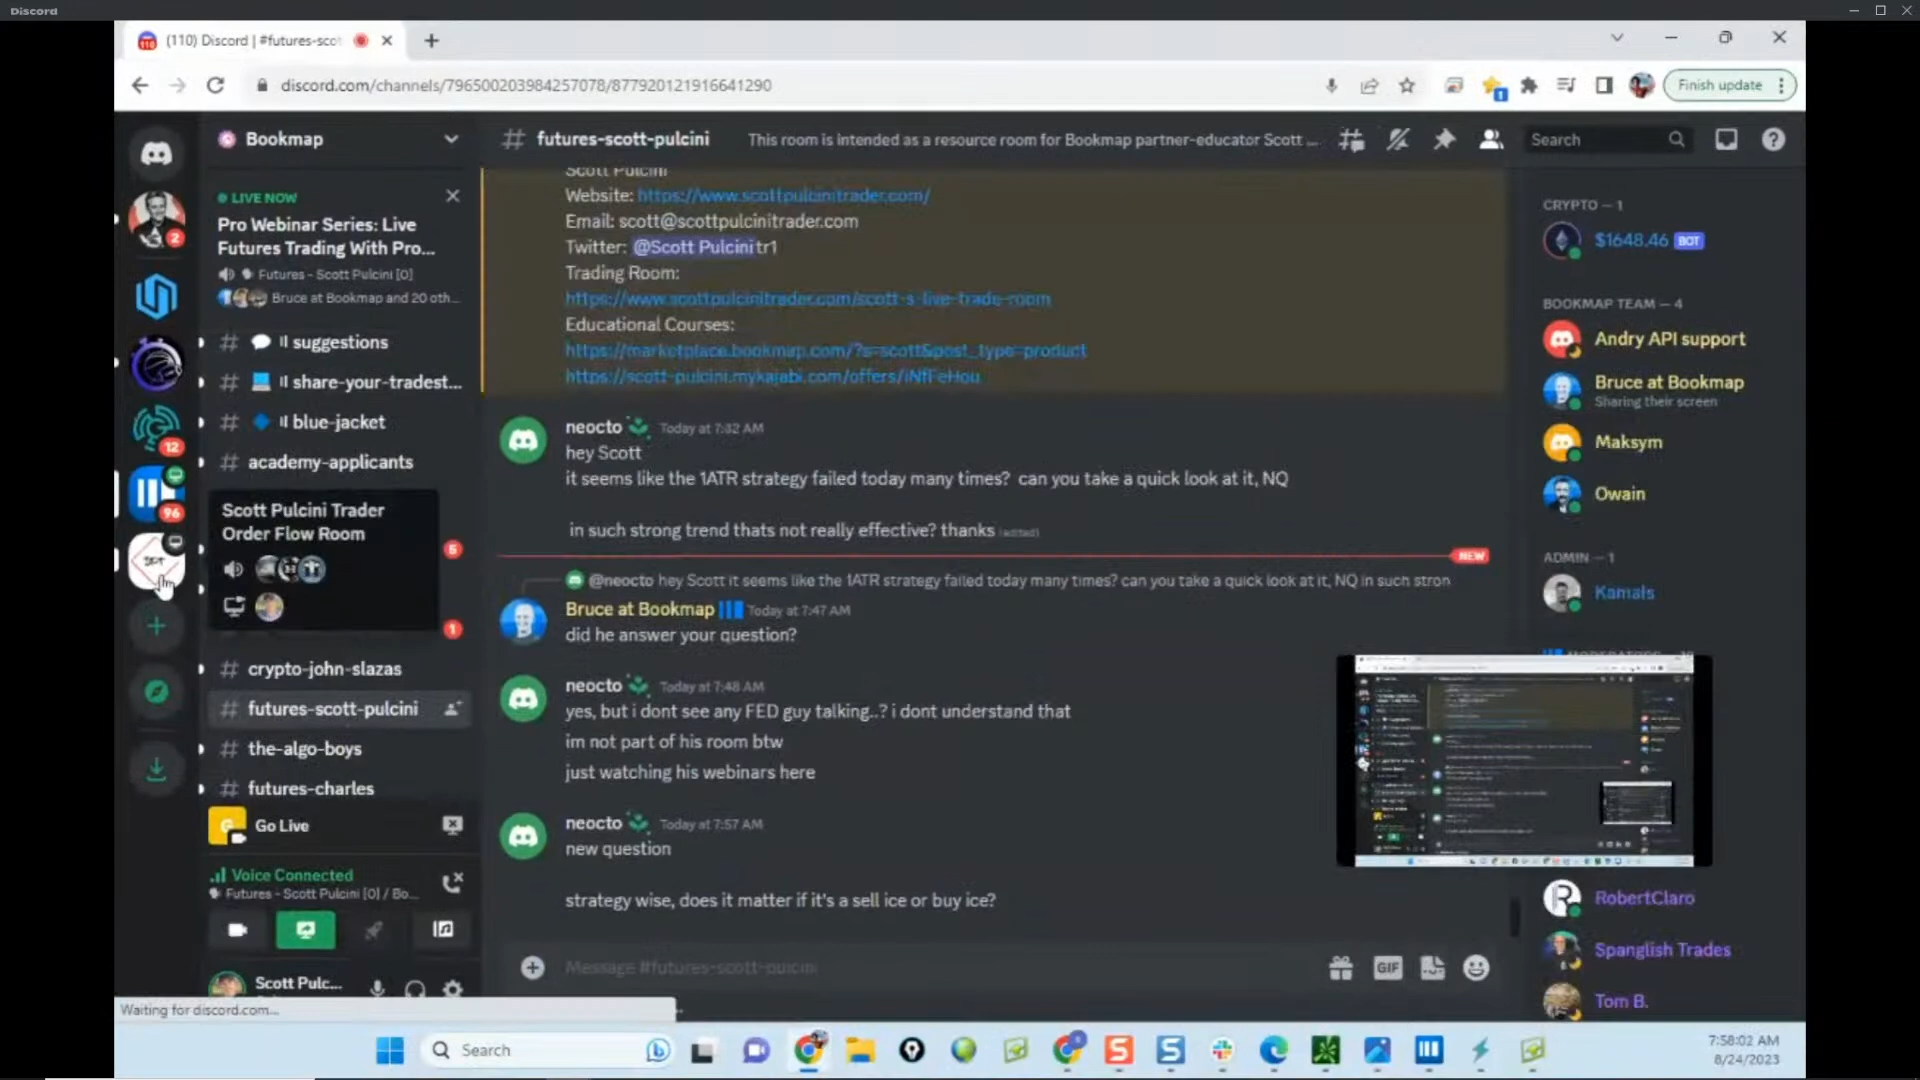 Discord
(110) Discord | #futures-scot
discord.com/channels/796500203984257078/877920121916641290
1
Finish update
Bookmap
futures-scott-pulcini
This room is intended as a resource room for Bookmap partner-educator Scott ...
Search
LIVE NOW
Pro Webinar Series: Live
Futures Trading With Pro...
Futures - Scott Pulcini [0]
Bruce at Bookmap and 20 oth...
2
suggestions
share-your-tradest...
blue-jacket
academy-applicants
12
96
Scott Pulcini Trader
Order Flow Room
5
1
crypto-john-slazas
futures-scott-pulcini
the-algo-boys
futures-charles
Go Live
Voice Connected
Futures - Scott Pulcini [0] / Bo...
Scott Pulc...
Waiting for discord.com...
Scott Pulcini
Website: https://www.scottpulcinitrader.com/
Email: scott@scottpulcinitrader.com
Twitter: @Scott Pulcini tr1
Trading Room:
https://www.scottpulcinitrader.com/scott-s-live-trade-room
Educational Courses:
https://marketplace.bookmap.com/?s=scott&post_type=product
neocto Today at 7:32 AM
hey Scott
it seems like the 1ATR strategy failed today many times? can you take a quick look at it, NQ
in such strong trend thats not really effective? thanks (edited)
NEW
@neocto hey Scott it seems like the 1ATR strategy failed today many times? can you take a quick look at it, NQ in such stron
Bruce at Bookmap Today at 7:47 AM
did he answer your question?
neocto Today at 7:48 AM
yes, but i dont see any FED guy talking..? i dont understand that
im not part of his room btw
just watching his webinars here
neocto Today at 7:57 AM
new question
strategy wise, does it matter if it's a sell ice or buy ice?
Message #futures-scott-pulcini
GIF
CRYPTO — 1
$1648.46 BOT
BOOKMAP TEAM — 4
Andry API support
Bruce at Bookmap
Sharing their screen
Maksym
Owain
ADMIN — 1
Kamals
RobertClaro
Spanglish Trades
Tom B.
Search
7:58:02 AM
8/24/2023